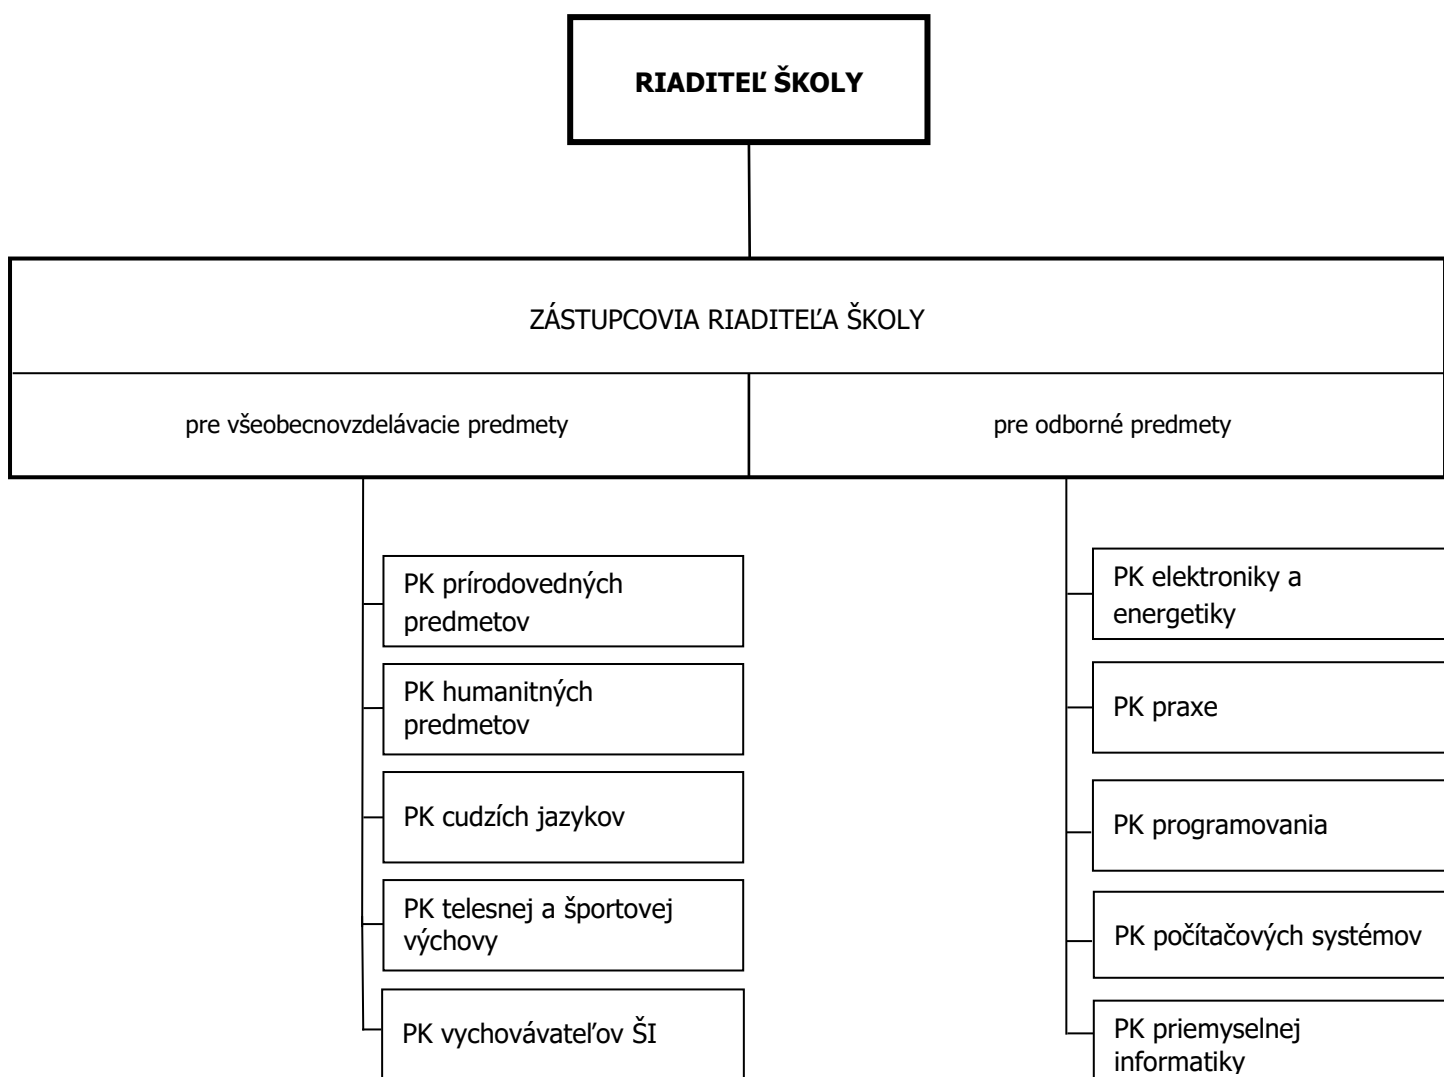 RIADITEĽ ŠKOLY
ZÁSTUPCOVIA RIADITEĽA ŠKOLY
pre všeobecnovzdelávacie predmety
pre odborné predmety
PK prírodovedných
predmetov
PK humanitných
predmetov
PK cudzích jazykov
PK telesnej a športovej
výchovy
PK vychovávateľov ŠI
PK elektroniky a
energetiky
PK praxe
PK programovania
PK počítačových systémov
PK priemyselnej
informatiky